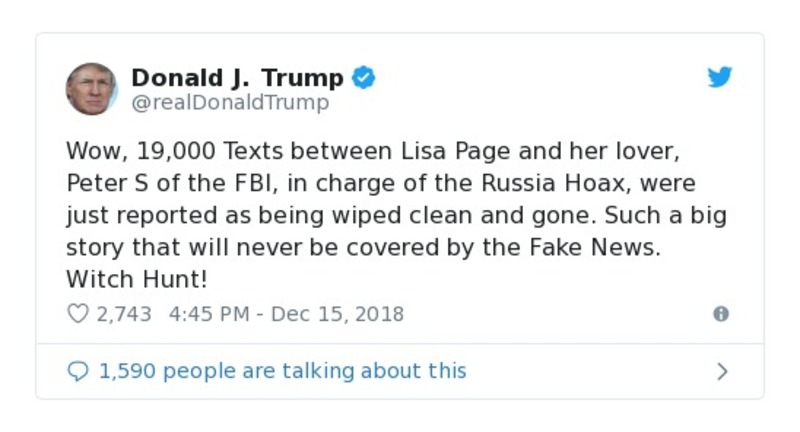 Donald J. Trump
@realDonaldTrump
Wow, 19,000 Texts between Lisa Page and her lover,
Peter S of the FBI, in charge of the Russia Hoax, were
just reported as being wiped clean and gone. Such a big
story that will never be covered by the Fake News.
Witch Hunt!
2,743 4:45 PM - Dec 15, 2018
1,590 people are talking about this